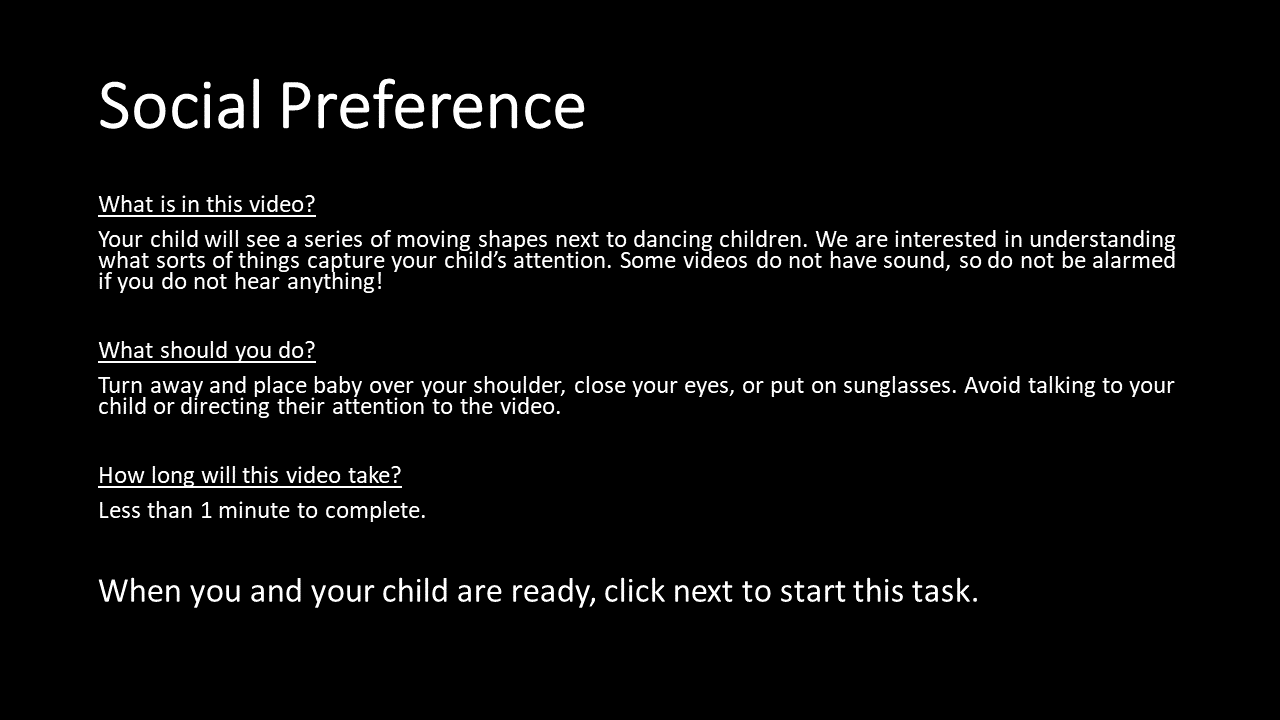 Social Preference
What is in this video?
Your child will see a series of moving shapes next to dancing children. We are interested in understanding
what sorts of things capture your child’s attention. Some videos do not have sound, so do not be alarmed
if you do not hear anything!
What should you do?
Turn away and place baby over your shoulder, close your eyes, or put on sunglasses. Avoid talking to your
child or directing their attention to the video.
How long will this video take?
Less than 1 minute to complete.
When you and your child are ready, click next to start this task.